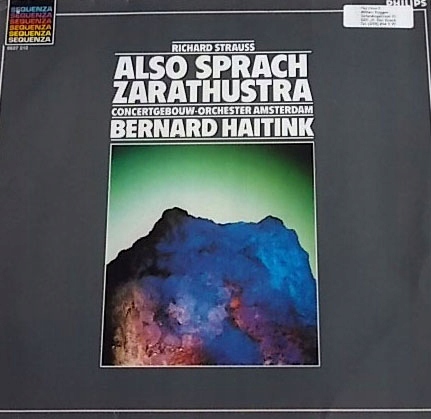 SEQUENZA
SEQUENZA
SEQUENZA
SEQUENZA
SEQUENZA
SEQUENZA
PHILIPS
RICHARD STRAUSS
ALSO SPRACH
ZARATHUSTRA
CONCERTGEBOUW-ORCHESTER AMSTERDAM
BERNARD HAITINK